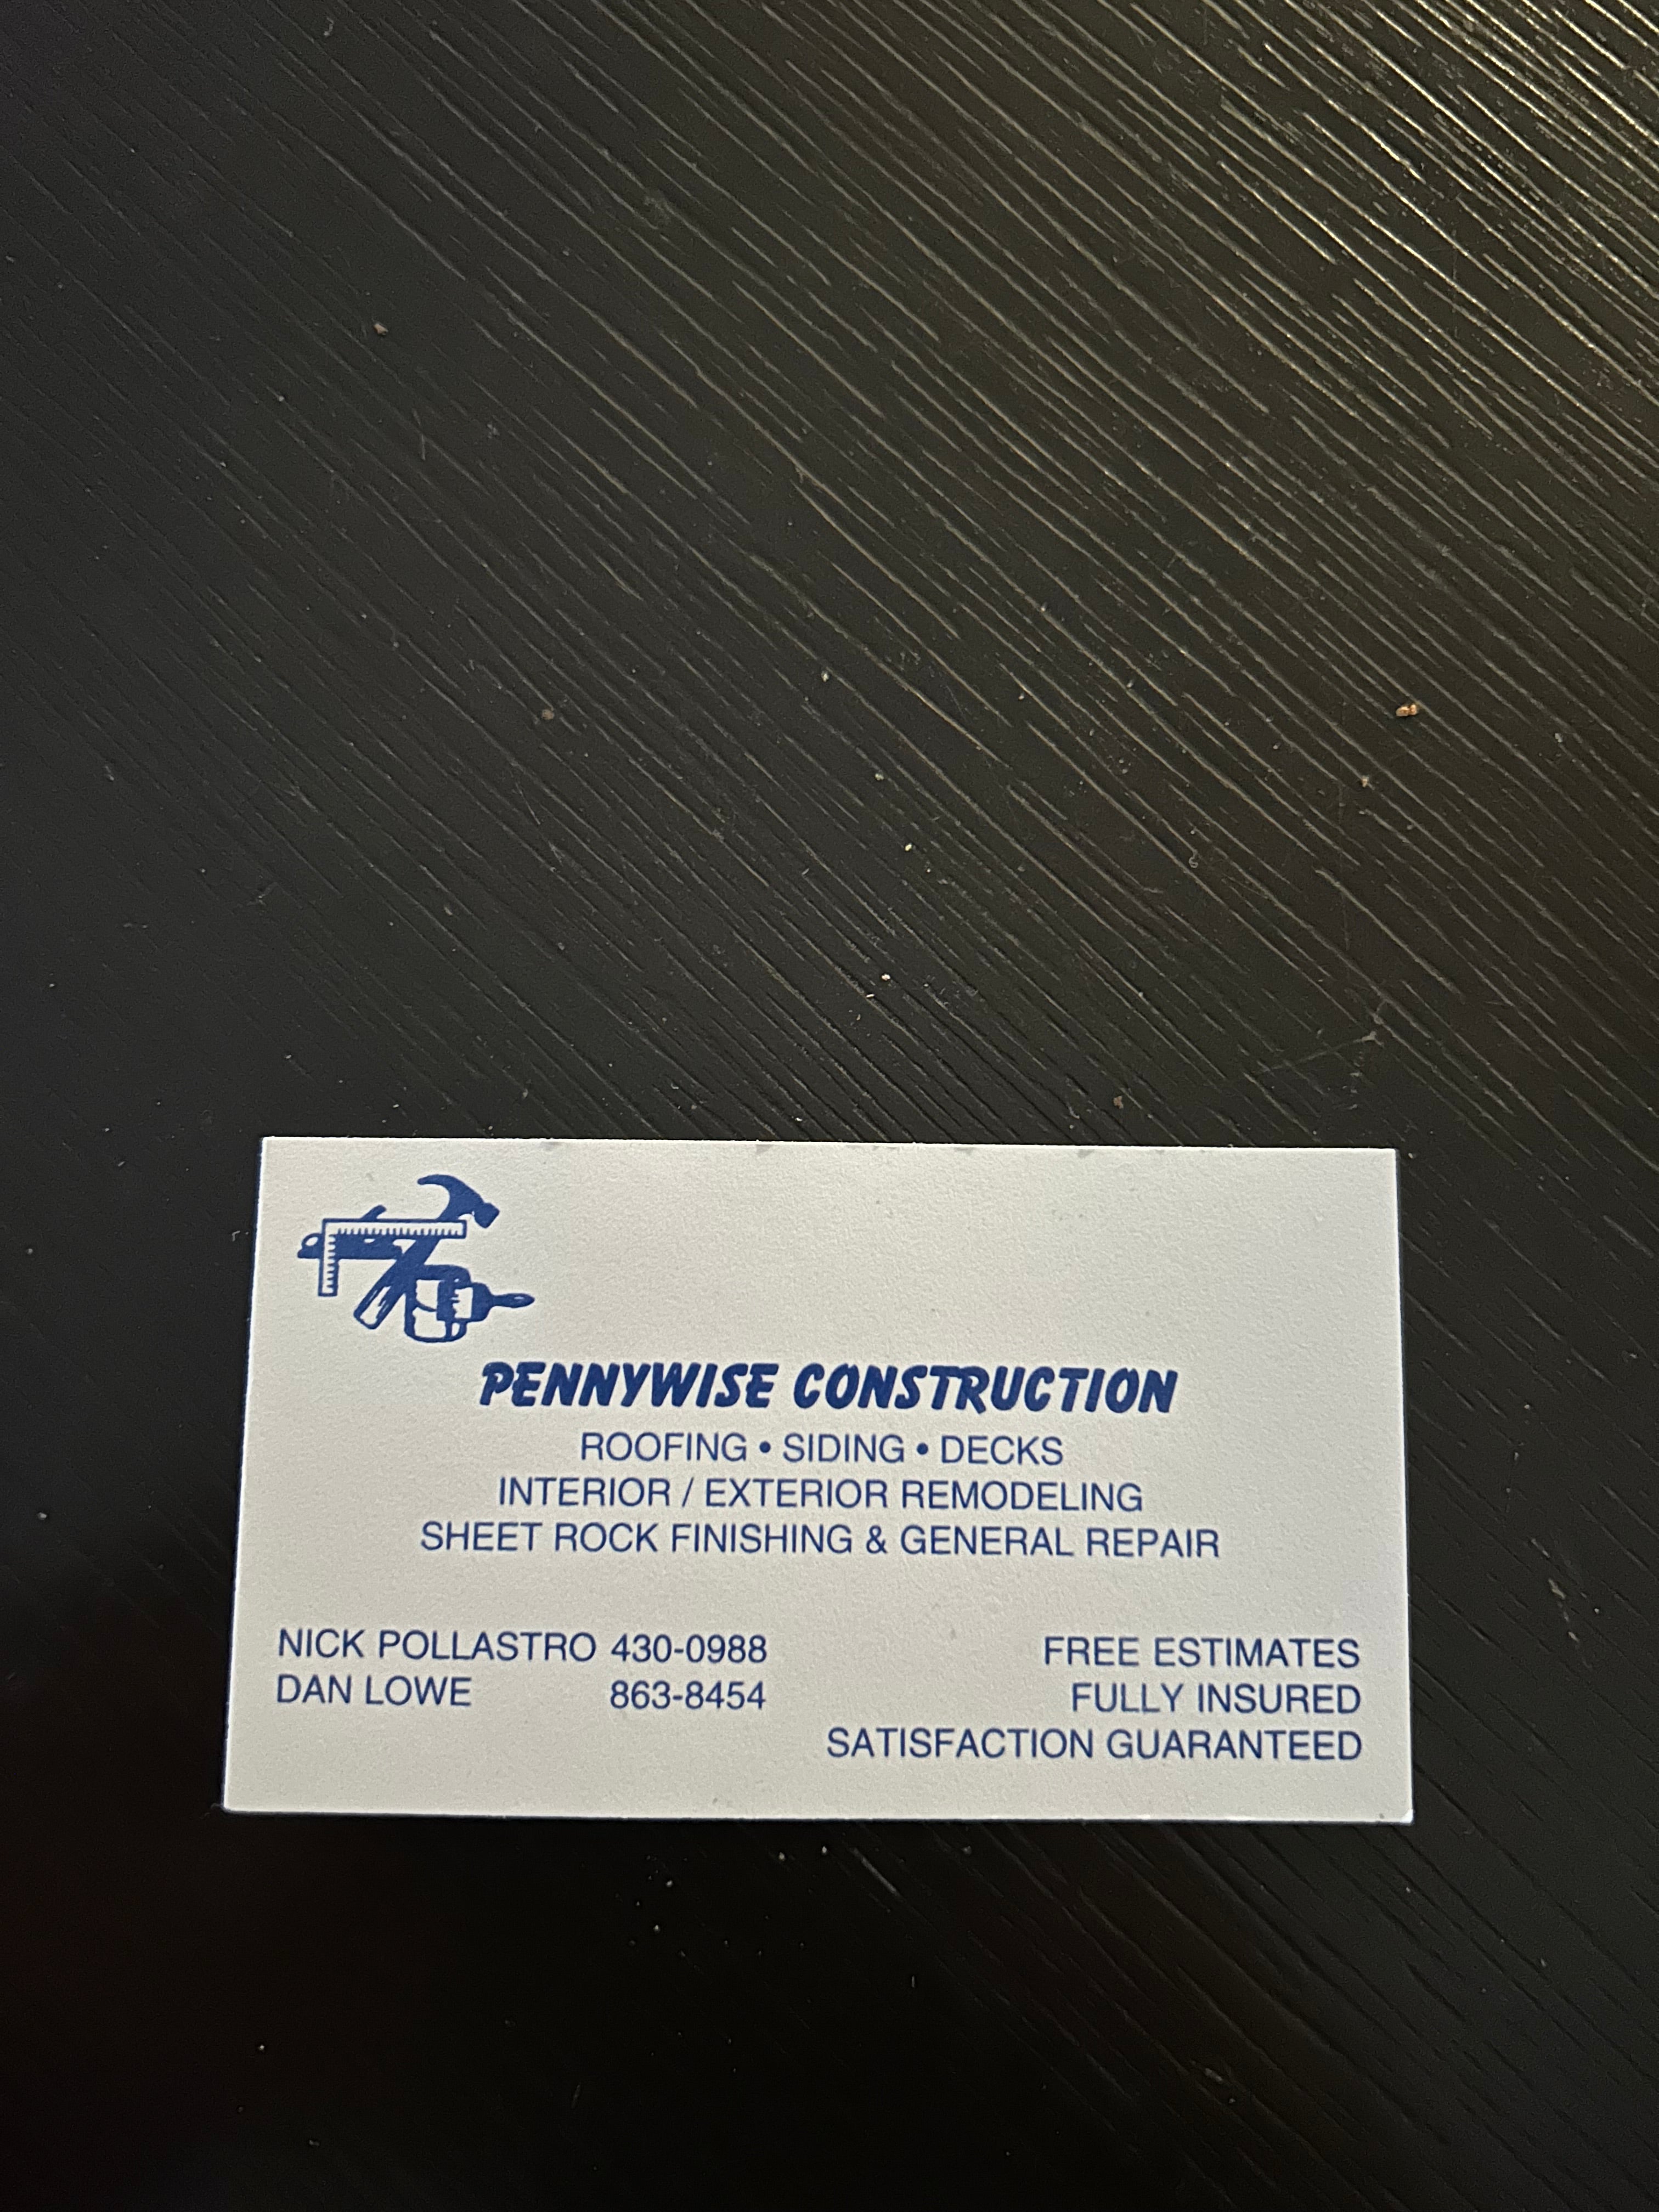 PENNYWISE CONSTRUCTION
ROOFING • SIDING • DECKS
INTERIOR / EXTERIOR REMODELING
SHEET ROCK FINISHING & GENERAL REPAIR
NICK POLLASTRO 430-0988
DAN LOWE 863-8454
FREE ESTIMATES
FULLY INSURED
SATISFACTION GUARANTEED